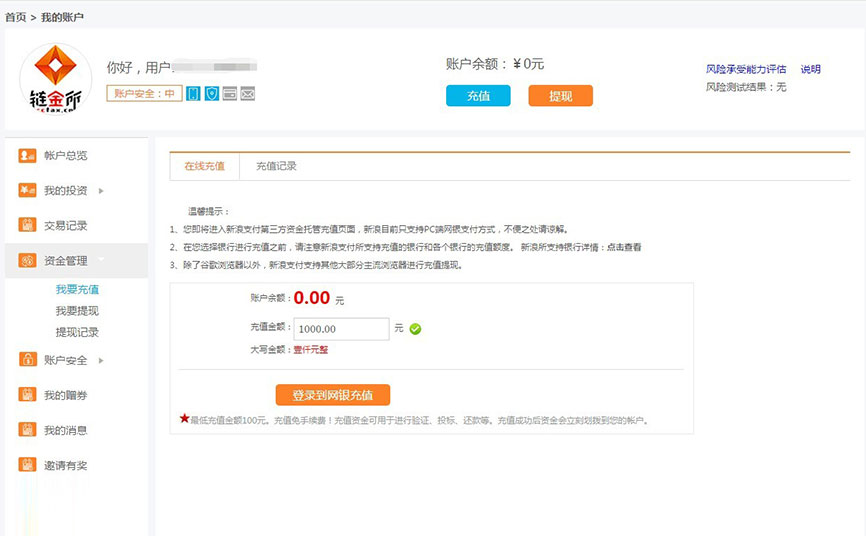 首页 > 我的账户
你好，用户
账户余额：￥0元
风险承受能力评估 说明
链金所
账户安全：中
充值 提现
风险测试结果：无
帐户总览
我的投资
交易记录
资金管理
我要充值
我要提现
提现记录
账户安全
我的赠券
我的消息
邀请有奖
在线充值 充值记录
温馨提示：
1、您即将进入新浪支付第三方资金托管充值页面，新浪目前只支持PC端网银支付方式，不便之处请谅解。
2、在您选择银行进行充值之前，请注意新浪支付所支持充值的银行和各个银行的充值额度。 新浪所支持银行详情：点击查看
3、除了谷歌浏览器以外，新浪支付支持其他大部分主流浏览器进行充值提现。
账户余额：0.00 元
充值金额：1000.00 元
大写金额：壹仟元整
登录到网银充值
★最低充值金额100元。充值免手续费！充值资金可用于进行验证、投标、还款等。充值成功后资金会立刻划拨到您的帐户。